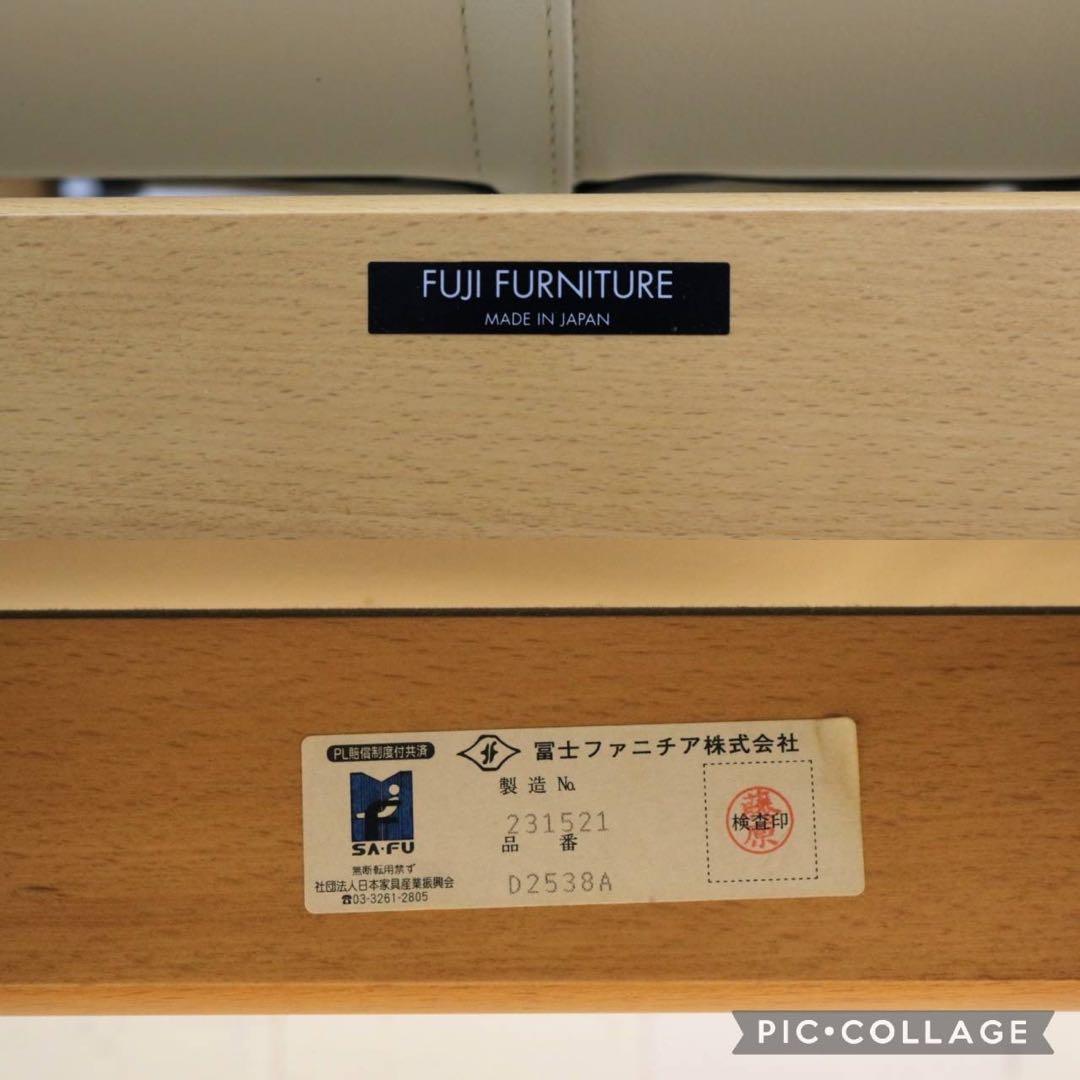 FUJI FURNITURE
MADE IN JAPAN
PL賠償制度付共済
冨士ファニチア株式会社
製造 No.
231521
品番
D2538A
SA・FU
無断転用禁ず
社団法人日本家具産業振興会
☎03-3261-2805
検査印
藤原
PIC•COLLAGE